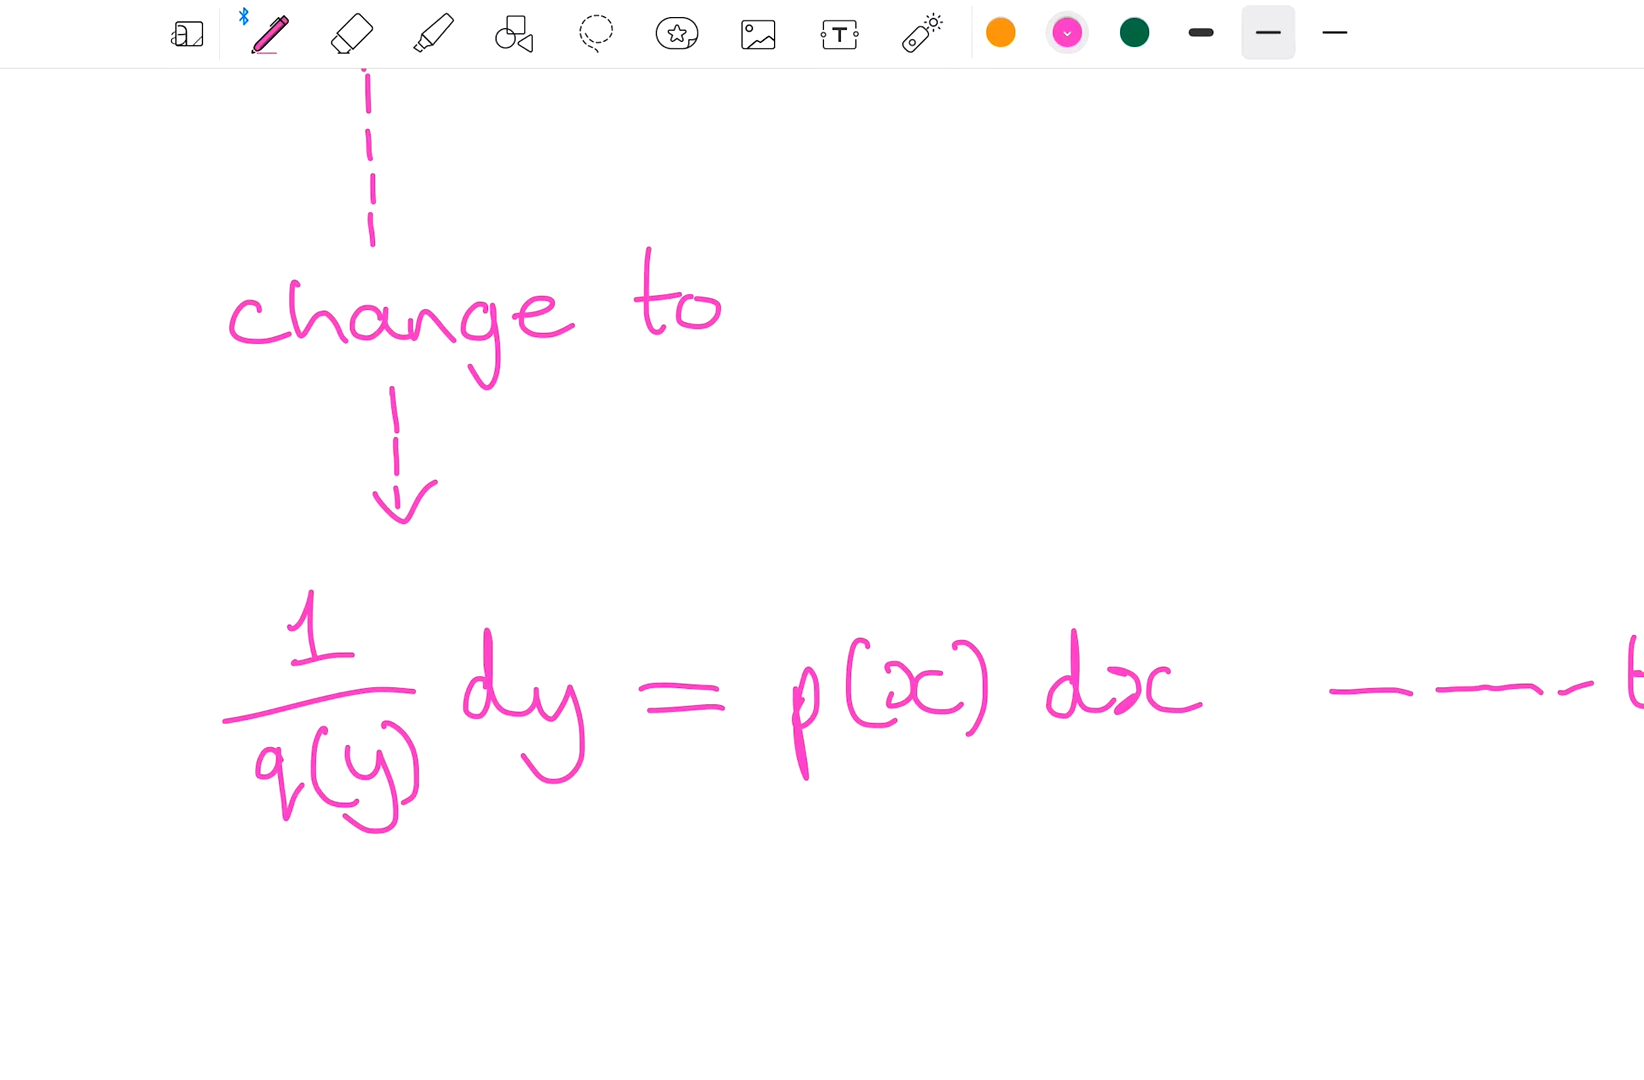 change to
1/q(y) dy = p(x) dx - - - - t